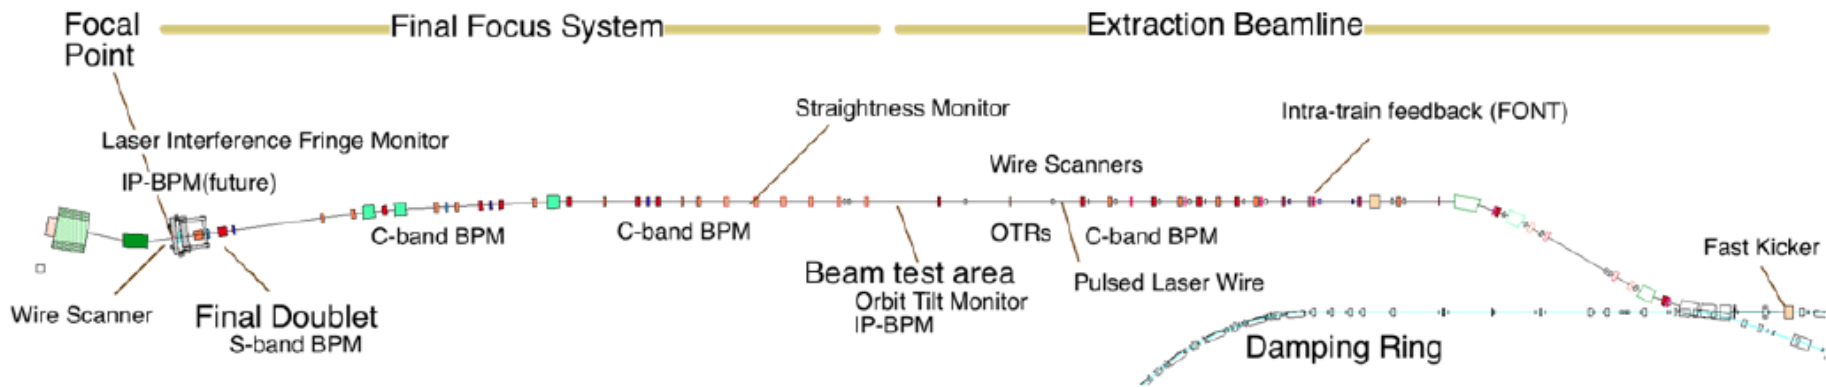 Focal
Point
Final Focus System
Extraction Beamline
Straightness Monitor
Intra-train feedback (FONT)
Laser Interference Fringe Monitor
Wire Scanners
IP-BPM(future)
C-band BPM
C-band BPM
OTRs
C-band BPM
Fast Kicker
Beam test area
Orbit Tilt Monitor
IP-BPM
Pulsed Laser Wire
Wire Scanner
Final Doublet
S-band BPM
Damping Ring